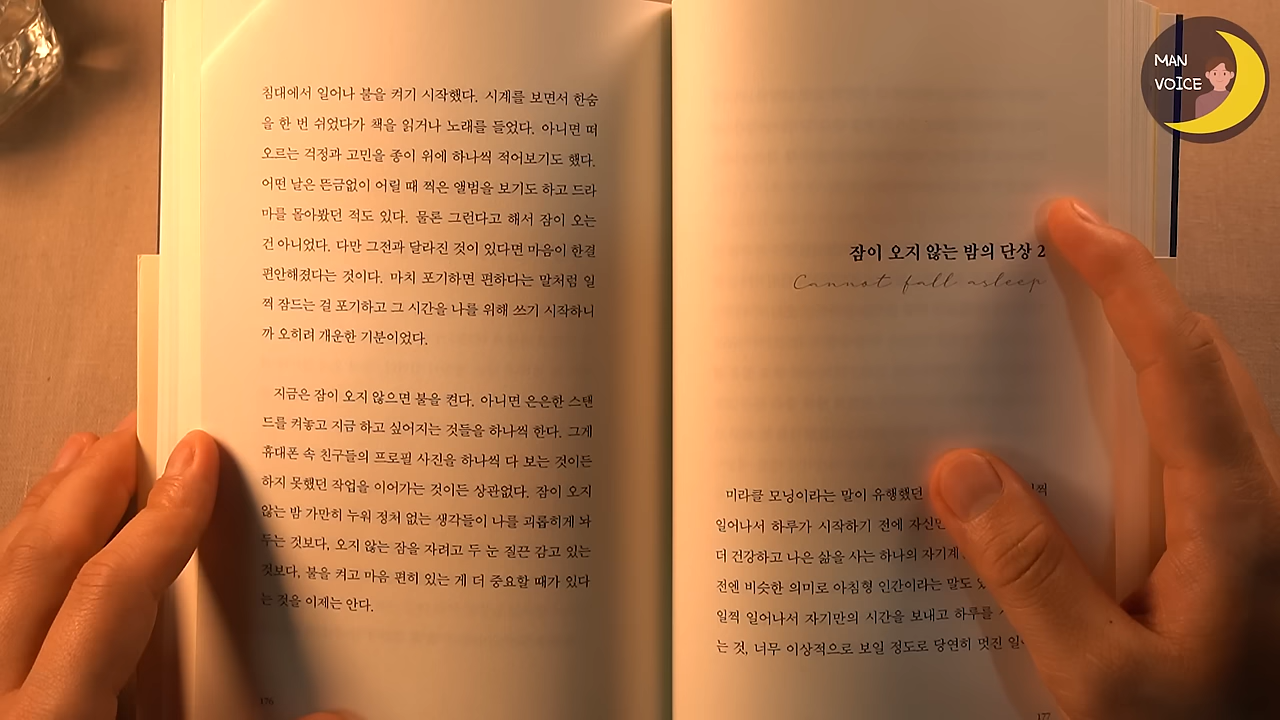 침대에서 일어나 불을 켜기 시작했다. 시계를 보면서 한숨
을 한 번 쉬었다가 책을 읽거나 노래를 들었다. 아니면 떠
오르는 걱정과 고민을 종이 위에 하나씩 적어보기도 했다.
어떤 날은 뜬금없이 어릴 때 찍은 앨범을 보기도 하고 드라
마를 몰아봤던 적도 있다. 물론 그런다고 해서 잠이 오는
건 아니었다. 다만 그전과 달라진 것이 있다면 마음이 한결
편안해졌다는 것이다. 마치 포기하면 편하다는 말처럼 일
찍 잠드는 걸 포기하고 그 시간을 나를 위해 쓰기 시작하니
까 오히려 개운한 기분이었다.
지금은 잠이 오지 않으면 불을 켠다. 아니면 은은한 스탠
드를 켜놓고 지금 하고 싶어지는 것들을 하나씩 한다. 그게
휴대폰 속 친구들의 프로필 사진을 하나씩 다 보는 것이든
하지 못했던 작업을 이어가는 것이든 상관없다. 잠이 오지
않는 밤 가만히 누워 정처 없는 생각들이 나를 괴롭히게 놔
두는 것보다, 오지 않는 잠을 자려고 두 눈 질끈 감고 있는
것보다, 불을 켜고 마음 편히 있는 게 더 중요할 때가 있다
는 것을 이제는 안다.
176
잠이 오지 않는 밤의 단상 2
Cannot fall asleep
미라클 모닝이라는 말이 유행했던
일어나서 하루가 시작하기 전에
더 건강하고 나은 삶을 사는 하나의
전엔 비슷한 의미로 아침형 인간이라는 말도
일찍 일어나서 자기만의 시간을 보내고 하루를
는 것, 너무 이상적으로 보일 정도로 당연히 멋진
177
MAN
VOICE